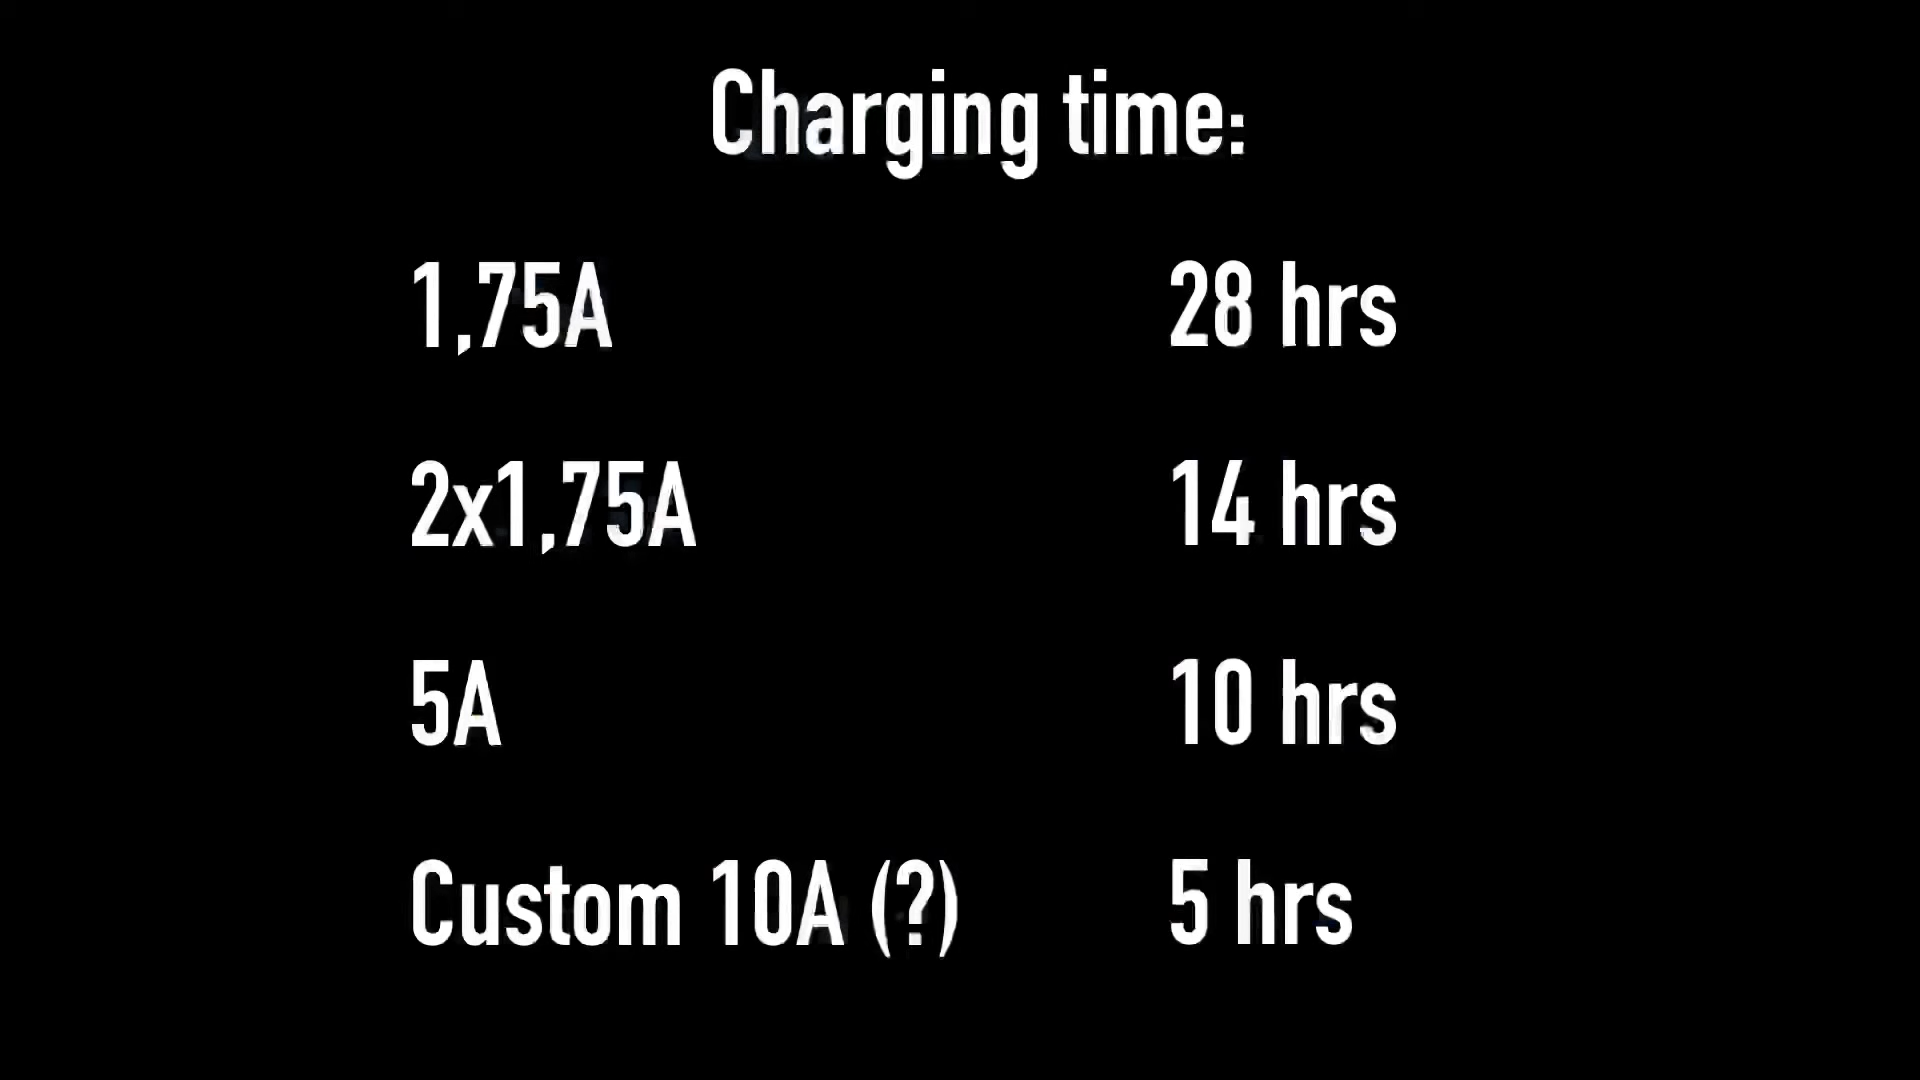 Charging time:
1,75A 28 hrs
2x1,75A 14 hrs
5A 10 hrs
Custom 10A (?) 5 hrs